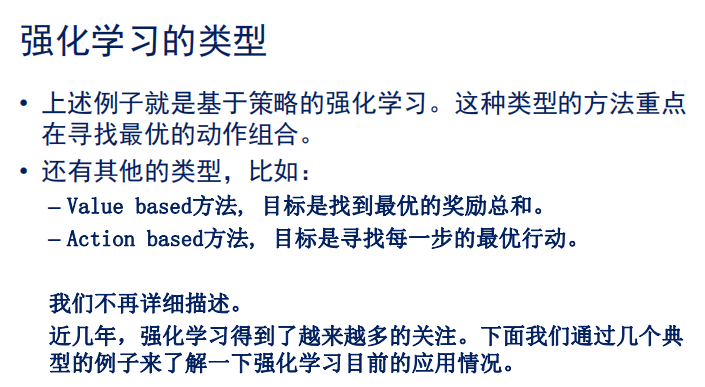 强化学习的类型
• 上述例子就是基于策略的强化学习。这种类型的方法重点
在寻找最优的动作组合。
• 还有其他的类型，比如：
– Value based方法, 目标是找到最优的奖励总和。
– Action based方法, 目标是寻找每一步的最优行动。
我们不再详细描述。
近几年，强化学习得到了越来越多的关注。下面我们通过几个典
型的例子来了解一下强化学习目前的应用情况。